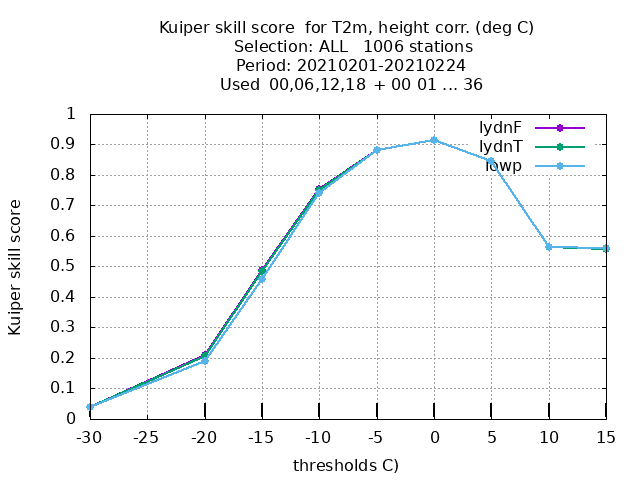 Kuiper skill score  for T2m, height corr. (deg C)
Selection: ALL   1006 stations
Period: 20210201-20210224
Used  00,06,12,18  + 00 01 ... 36
1
0.9
0.8
0.7
0.6
0.5
0.4
0.3
0.2
0.1
0
Kuiper skill score
lydnF
lydnT
lowp
-30 -25 -20 -15 -10 -5 0 5 10 15
thresholds C)